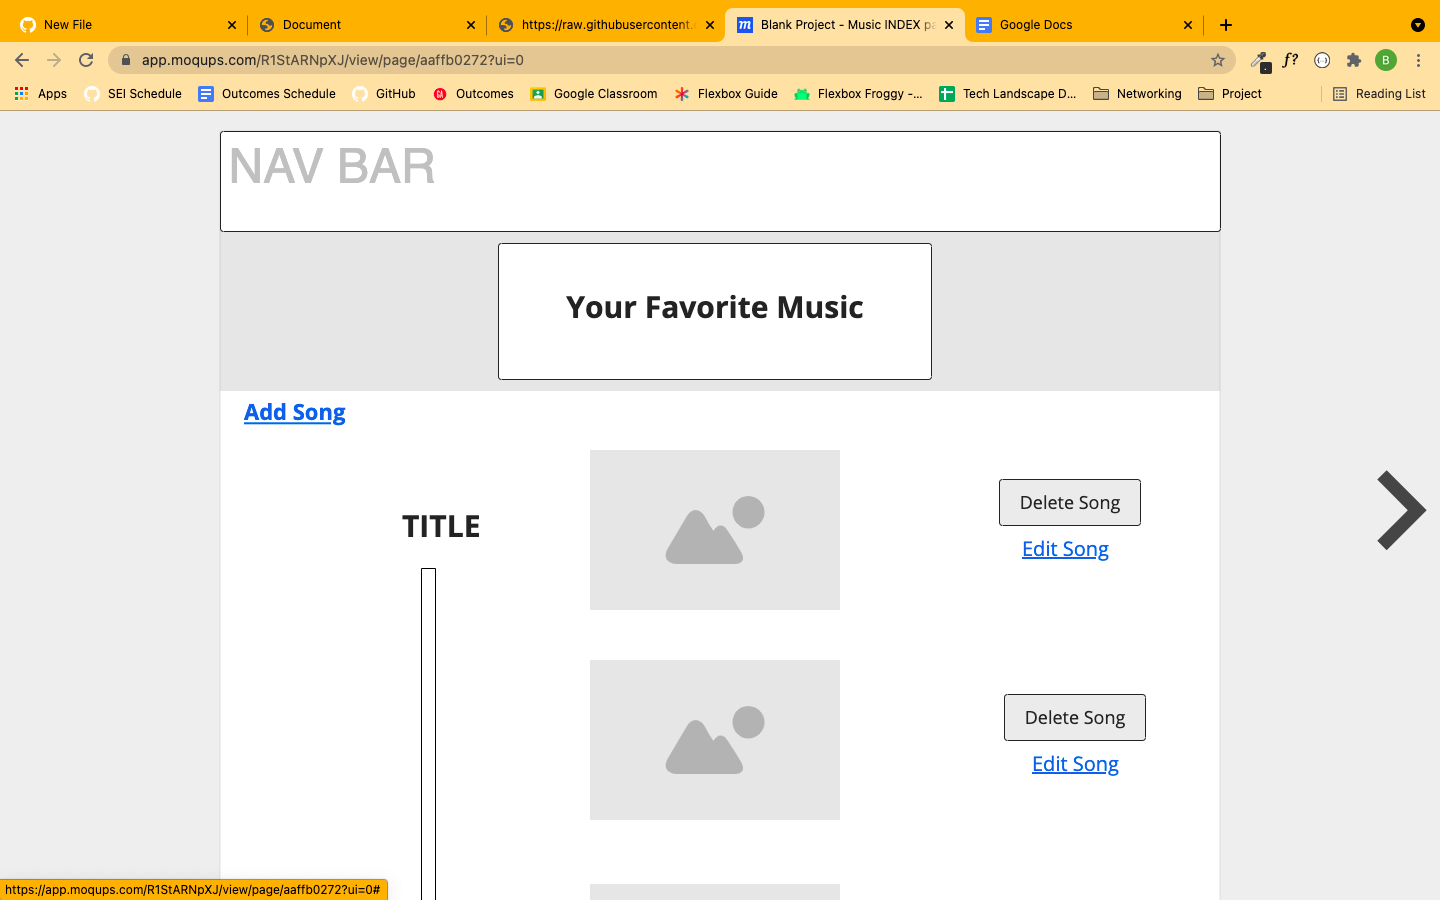 New File
Document
https://raw.githubusercontent.
Blank Project - Music INDEX pa
Google Docs
app.moqups.com/R1StARNpXJ/view/page/aaffb0272?ui=0
f?
B
Apps
SEI Schedule
Outcomes Schedule
GitHub
GA
Outcomes
Google Classroom
Flexbox Guide
Flexbox Froggy -...
Tech Landscape D...
Networking
Project
Reading List
NAV BAR
Your Favorite Music
Add Song
TITLE
Delete Song
Edit Song
Delete Song
Edit Song
https://app.moqups.com/R1StARNpXJ/view/page/aaffb0272?ui=0#